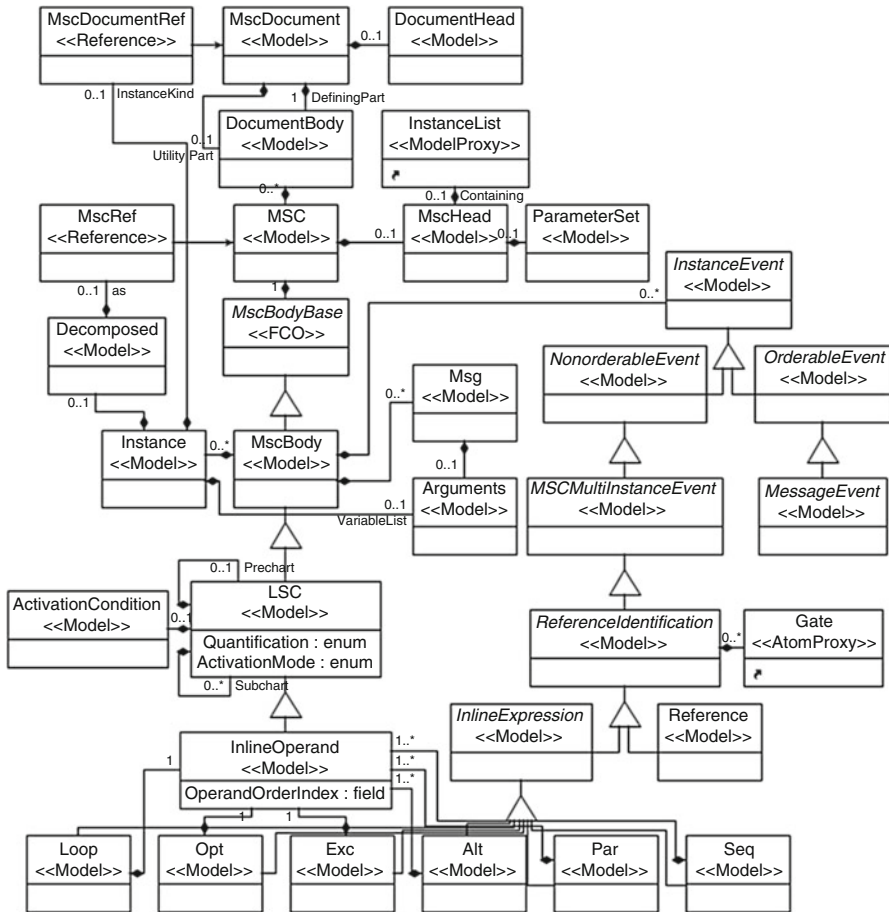 MscDocumentRef
<<Reference>>
MscDocument
<<Model>>
DocumentHead
<<Model>>
0..1
0..1
InstanceKind
1
DefiningPart
0..1
Utility Part
DocumentBody
<<Model>>
InstanceList
<<ModelProxy>>
0..*
0..1
Containing
MscRef
<<Reference>>
MSC
<<Model>>
MscHead
<<Model>>
ParameterSet
<<Model>>
0..1
0..1
InstanceEvent
<<Model>>
0..*
0..1
as
1
MscBodyBase
<<FCO>>
Decomposed
<<Model>>
NonorderableEvent
<<Model>>
OrderableEvent
<<Model>>
Msg
<<Model>>
0..*
0..1
Instance
<<Model>>
0..*
MscBody
<<Model>>
0..1
Arguments
<<Model>>
0..1
VariableList
MSCMultiInstanceEvent
<<Model>>
MessageEvent
<<Model>>
0..1
Prechart
ActivationCondition
<<Model>>
0..1
LSC
<<Model>>
Quantification : enum
ActivationMode : enum
0..*
Subchart
ReferenceIdentification
<<Model>>
0..*
Gate
<<AtomProxy>>
InlineExpression
<<Model>>
Reference
<<Model>>
InlineOperand
<<Model>>
OperandOrderIndex : field
1
1..*
1..*
1..*
1
1
Loop
<<Model>>
Opt
<<Model>>
Exc
<<Model>>
Alt
<<Model>>
Par
<<Model>>
Seq
<<Model>>